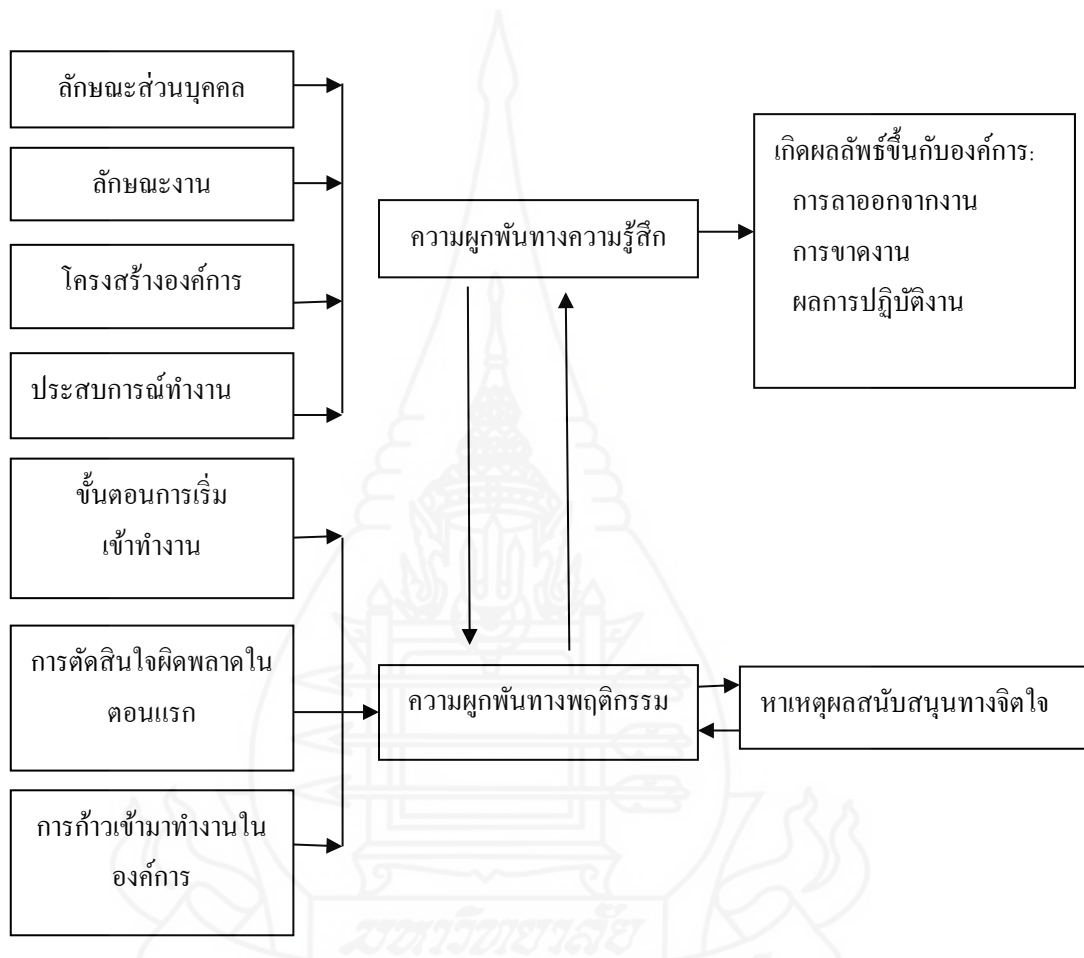 ลักษณะส่วนบุคคล
ลักษณะงาน
โครงสร้างองค์การ
ประสบการณ์ทำงาน
ขั้นตอนการเริ่ม
เข้าทำงาน
การตัดสินใจผิดพลาดใน
ตอนแรก
การก้าวเข้ามาทำงานใน
องค์การ
ความผูกพันทางความรู้สึก
ความผูกพันทางพฤติกรรม
เกิดผลลัพธ์ขึ้นกับองค์การ:
การลาออกจากงาน
การขาดงาน
ผลการปฏิบัติงาน
หาเหตุผลสนับสนุนทางจิตใจ
มหาวิทยาลัย